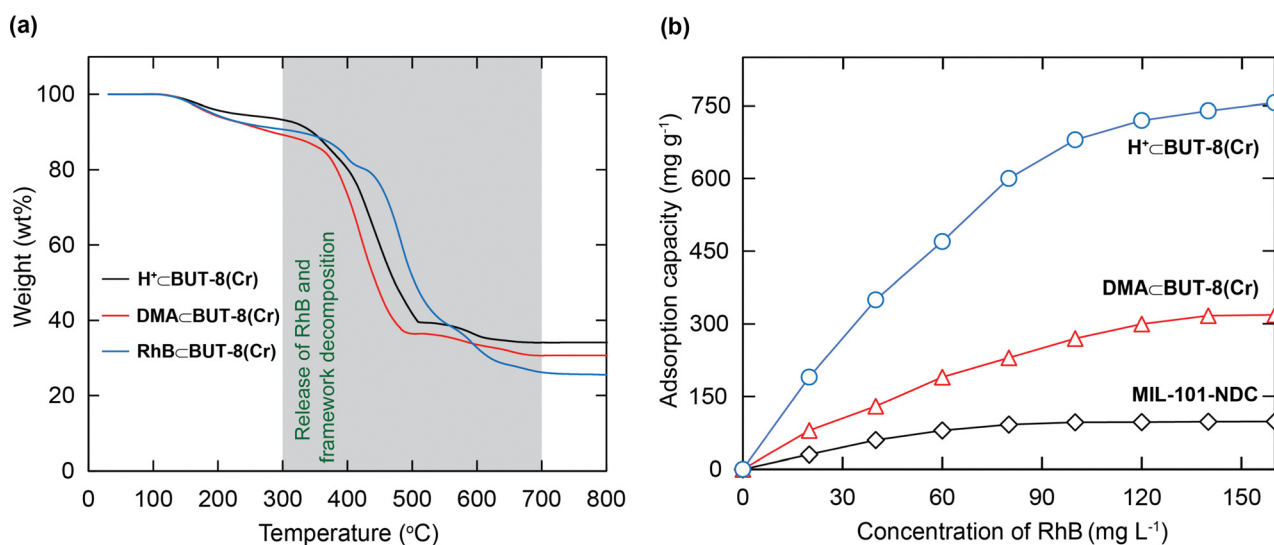 (a)
100
80
60
40
20
0
Weight (wt%)
H⁺⊂BUT-8(Cr)
DMA⊂BUT-8(Cr)
RhB⊂BUT-8(Cr)
Release of RhB and
framework decomposition
0 100 200 300 400 500 600 700 800
Temperature (°C)
(b)
750
600
450
300
150
0
Adsorption capacity (mg g⁻¹)
H⁺⊂BUT-8(Cr)
DMA⊂BUT-8(Cr)
MIL-101-NDC
0 30 60 90 120 150
Concentration of RhB (mg L⁻¹)